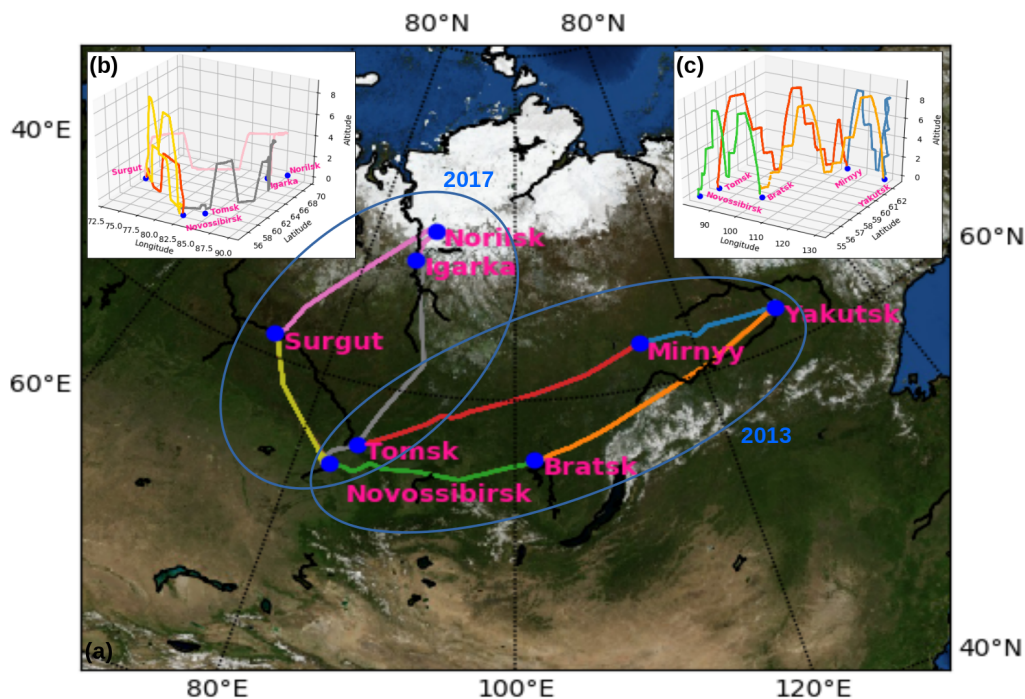 80°N 80°N
(b)
8
6
4
2
0
Altitude
Surgut
Norilsk
Igarka
Tomsk
Novossibirsk
72.5 75.0 77.5 80.0 82.5 85.0 87.5 90.0
Longitude
56 58 60 62 64 66 68 70
Latitude
(c)
8
6
4
2
0
Altitude
Tomsk
Bratsk
Mirnyy
Novossibirsk
Yakutsk
90 100 110 120 130
Longitude
55 56 57 58 59 60 61 62
Latitude
40°E
2017
Norilsk
60°N
Igarka
Yakutsk
Surgut
Mirnyy
60°E
2013
Tomsk
Bratsk
Novossibirsk
(a)
40°N
80°E 100°E 120°E